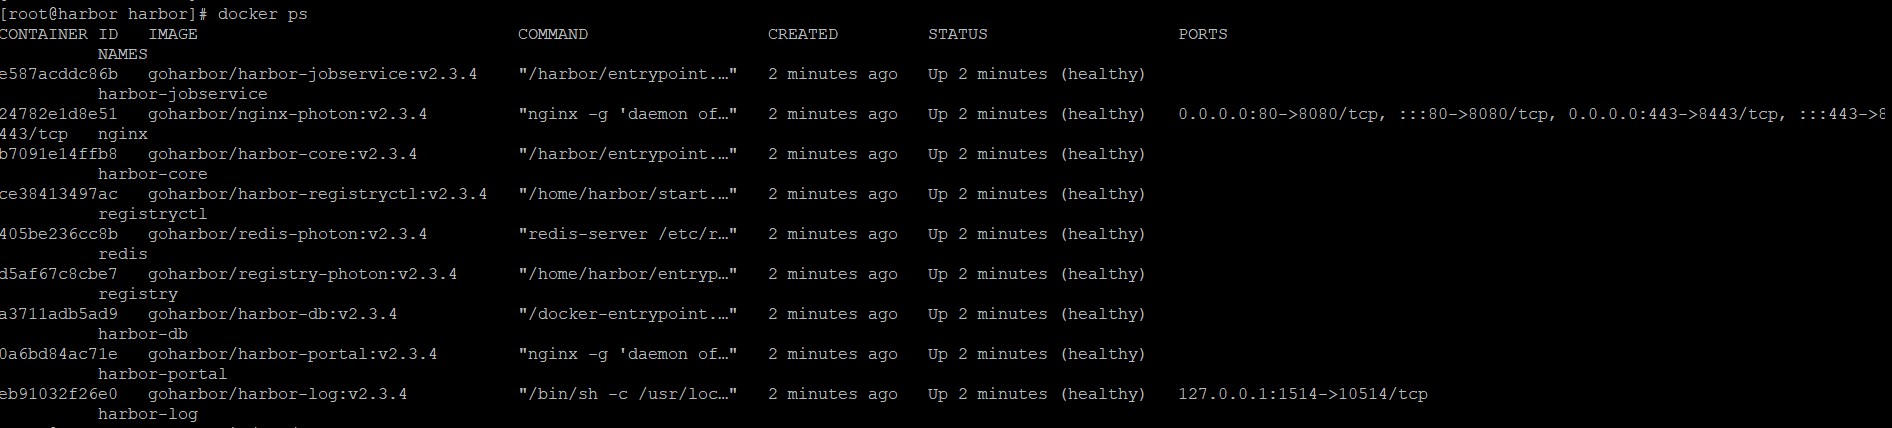 [root@harbor harbor]# docker ps
CONTAINER ID   IMAGE                                COMMAND                  CREATED         STATUS                   PORTS
          NAMES
e587acddc86b   goharbor/harbor-jobservice:v2.3.4    "/harbor/entrypoint.…"   2 minutes ago   Up 2 minutes (healthy)
          harbor-jobservice
24782e1d8e51   goharbor/nginx-photon:v2.3.4         "nginx -g 'daemon of…"   2 minutes ago   Up 2 minutes (healthy)   0.0.0.0:80->8080/tcp, :::80->8080/tcp, 0.0.0.0:443->8443/tcp, :::443->8
443/tcp   nginx
b7091e14ffb8   goharbor/harbor-core:v2.3.4          "/harbor/entrypoint.…"   2 minutes ago   Up 2 minutes (healthy)
          harbor-core
ce38413497ac   goharbor/harbor-registryctl:v2.3.4   "/home/harbor/start.…"   2 minutes ago   Up 2 minutes (healthy)
          registryctl
405be236cc8b   goharbor/redis-photon:v2.3.4         "redis-server /etc/r…"   2 minutes ago   Up 2 minutes (healthy)
          redis
d5af67c8cbe7   goharbor/registry-photon:v2.3.4      "/home/harbor/entryp…"   2 minutes ago   Up 2 minutes (healthy)
          registry
a3711adb5ad9   goharbor/harbor-db:v2.3.4            "/docker-entrypoint.…"   2 minutes ago   Up 2 minutes (healthy)
          harbor-db
0a6bd84ac71e   goharbor/harbor-portal:v2.3.4        "nginx -g 'daemon of…"   2 minutes ago   Up 2 minutes (healthy)
          harbor-portal
eb91032f26e0   goharbor/harbor-log:v2.3.4           "/bin/sh -c /usr/loc…"   2 minutes ago   Up 2 minutes (healthy)   127.0.0.1:1514->10514/tcp
          harbor-log